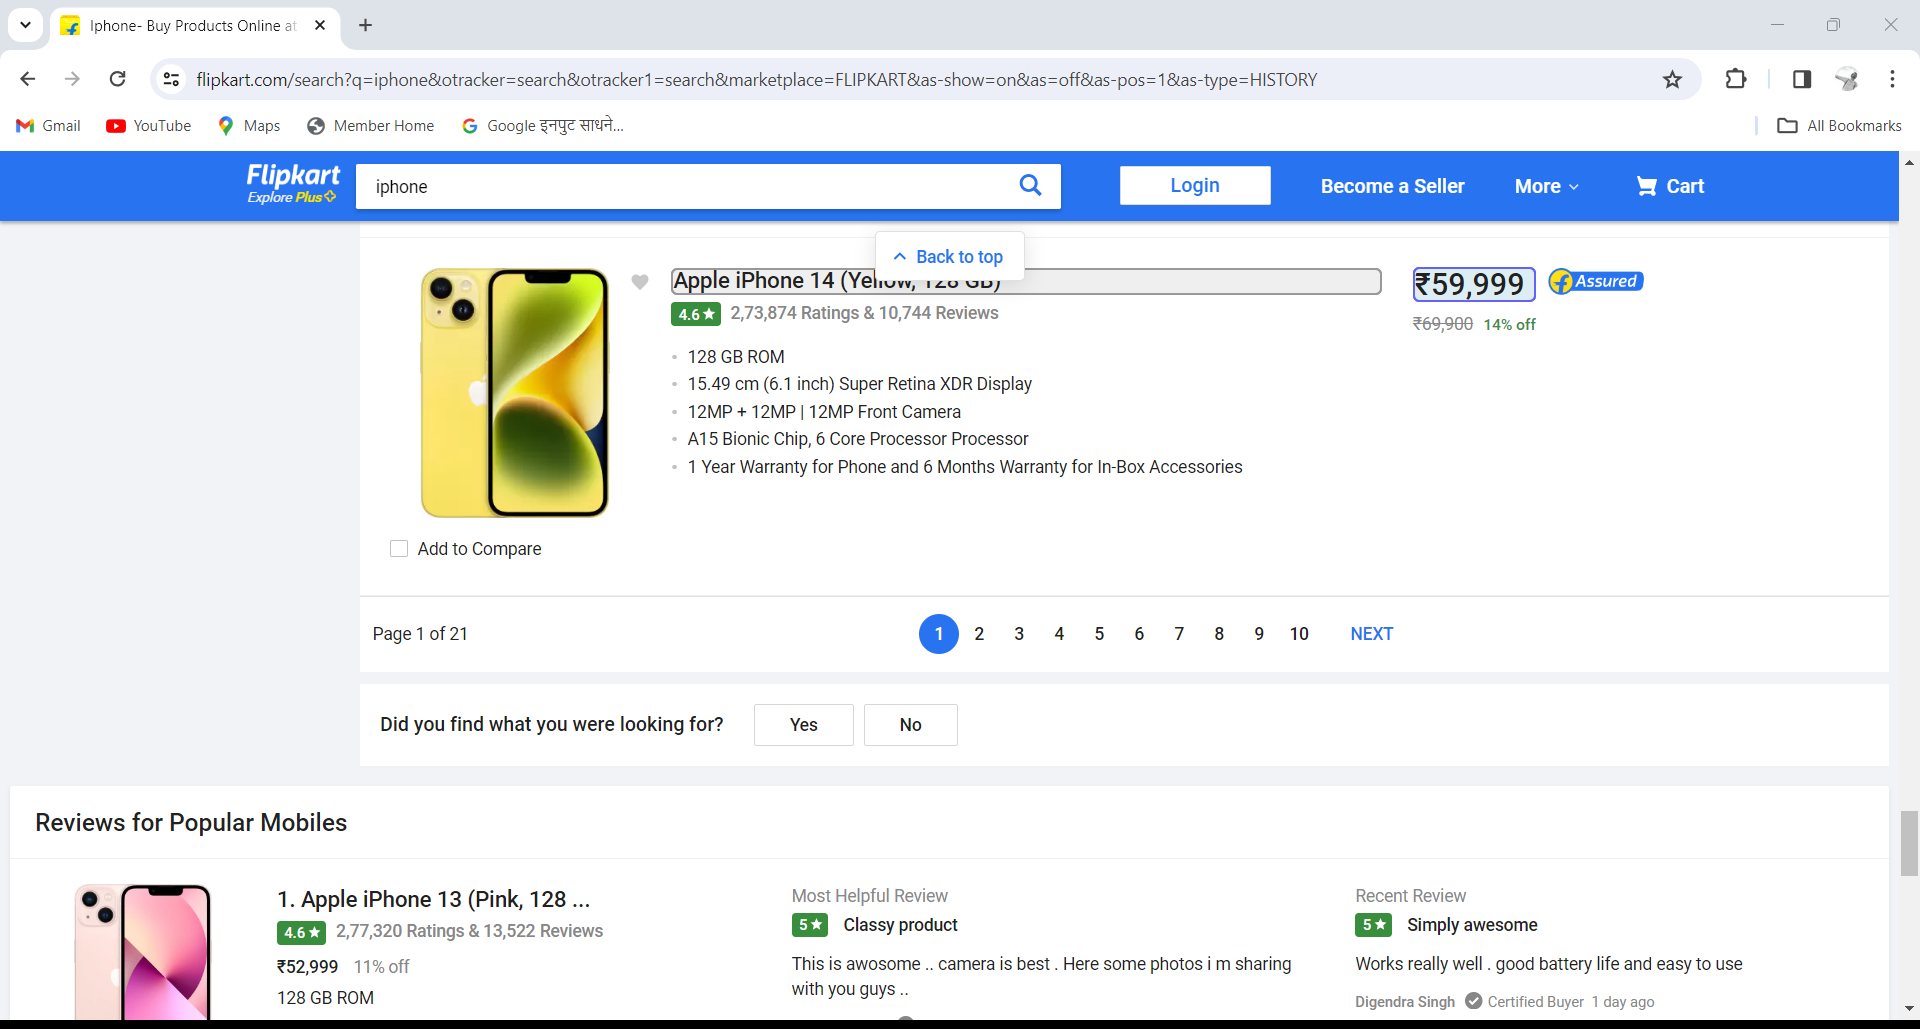 Iphone- Buy Products Online at
flipkart.com/search?q=iphone&otracker=search&otracker1=search&marketplace=FLIPKART&as-show=on&as=off&as-pos=1&as-type=HISTORY
Gmail YouTube Maps Member Home Google इनपुट साधने... All Bookmarks
Flipkart
Explore Plus
iphone
Login
Become a Seller
More
Cart
Back to top
Apple iPhone 14 (Yellow, 128 GB)
4.6★ 2,73,874 Ratings & 10,744 Reviews
• 128 GB ROM
• 15.49 cm (6.1 inch) Super Retina XDR Display
• 12MP + 12MP | 12MP Front Camera
• A15 Bionic Chip, 6 Core Processor Processor
• 1 Year Warranty for Phone and 6 Months Warranty for In-Box Accessories
₹59,999 Assured
₹69,900 14% off
Add to Compare
Page 1 of 21
1 2 3 4 5 6 7 8 9 10 NEXT
Did you find what you were looking for? Yes No
Reviews for Popular Mobiles
1. Apple iPhone 13 (Pink, 128 ...
4.6★ 2,77,320 Ratings & 13,522 Reviews
₹52,999 11% off
128 GB ROM
Most Helpful Review
5★ Classy product
This is awosome .. camera is best . Here some photos i m sharing
with you guys ..
Recent Review
5★ Simply awesome
Works really well . good battery life and easy to use
Digendra Singh Certified Buyer 1 day ago